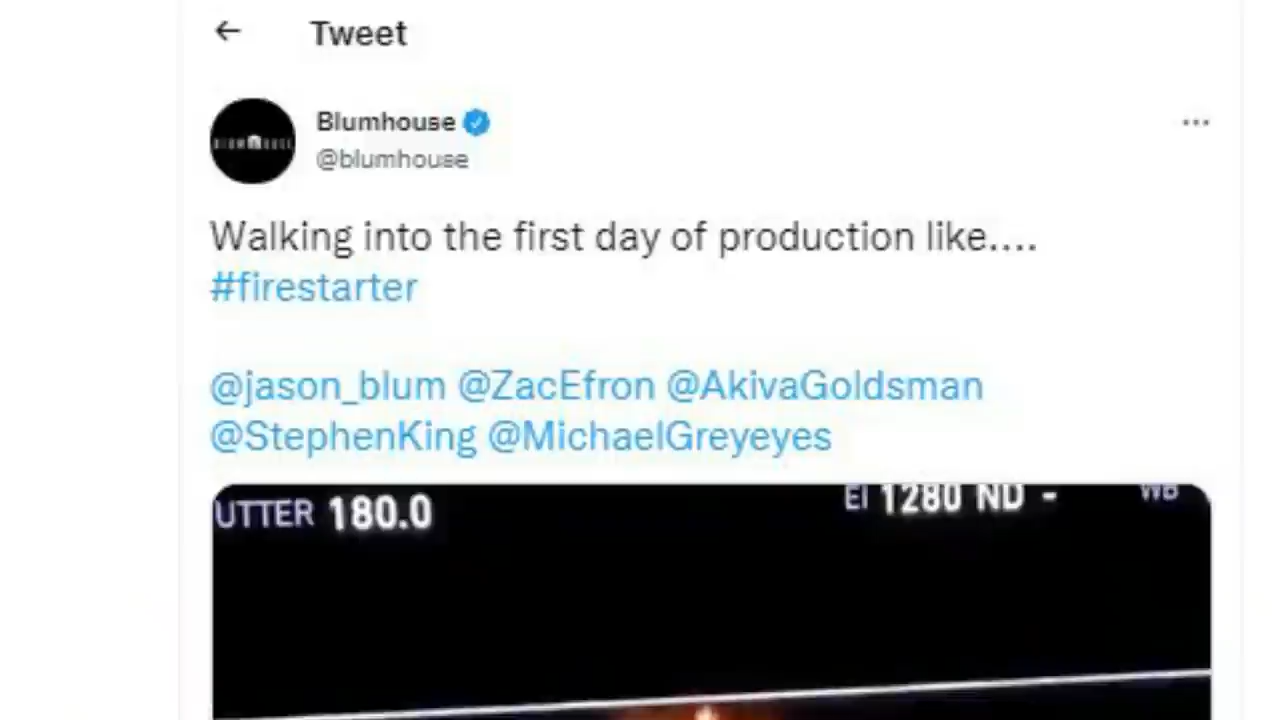 Tweet
Blumhouse
@blumhouse
Walking into the first day of production like....
#firestarter
@jason_blum @ZacEfron @AkivaGoldsman
@StephenKing @MichaelGreyeyes
UTTER 180.0 EI 1280 ND - WB